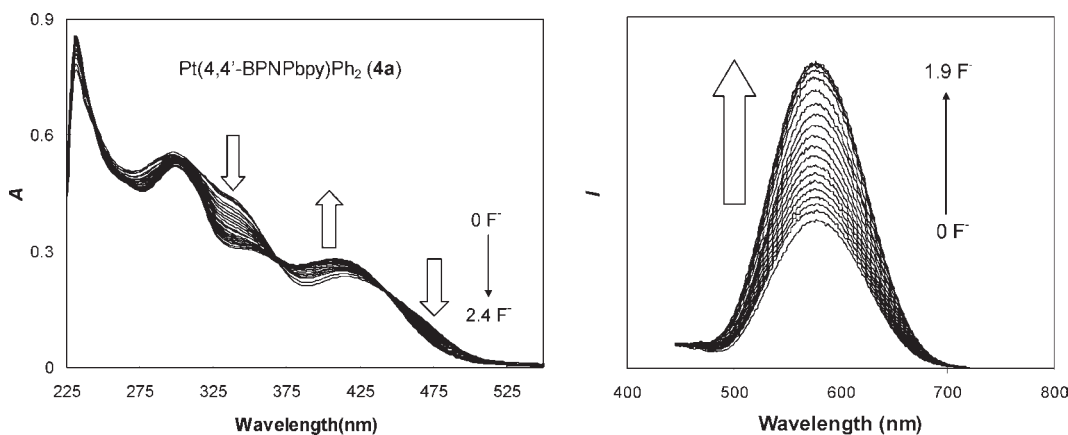 0.9
0.6
0.3
0
A
Pt(4,4'-BPNPbpy)Ph₂ (4a)
0 F⁻
2.4 F⁻
225 275 325 375 425 475
Wavelength(nm)
I
1.9 F⁻
0 F⁻
400 500 600 700 800
Wavelength (nm)